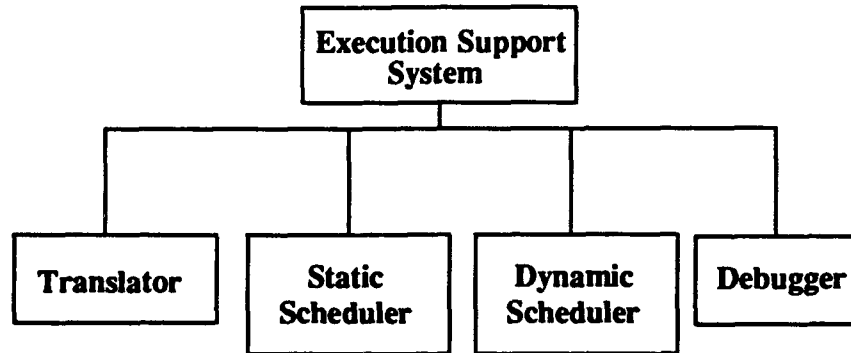 Execution Support
System
Translator
Static
Scheduler
Dynamic
Scheduler
Debugger